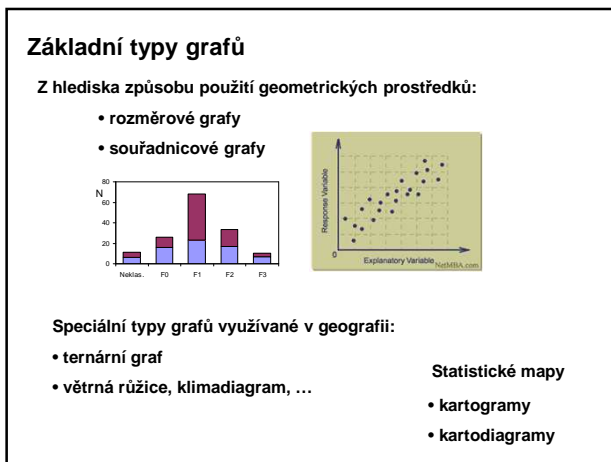 Základní typy grafů
Z hlediska způsobu použití geometrických prostředků:
• rozměrové grafy
• souřadnicové grafy
80
60
40
20
0
N
Neklas. F0 F1 F2 F3
Response Variable
0
Explanatory Variable
NetMBA.com
Speciální typy grafů využívané v geografii:
• ternární graf
• větrná růžice, klimadiagram, …
Statistické mapy
• kartogramy
• kartodiagramy